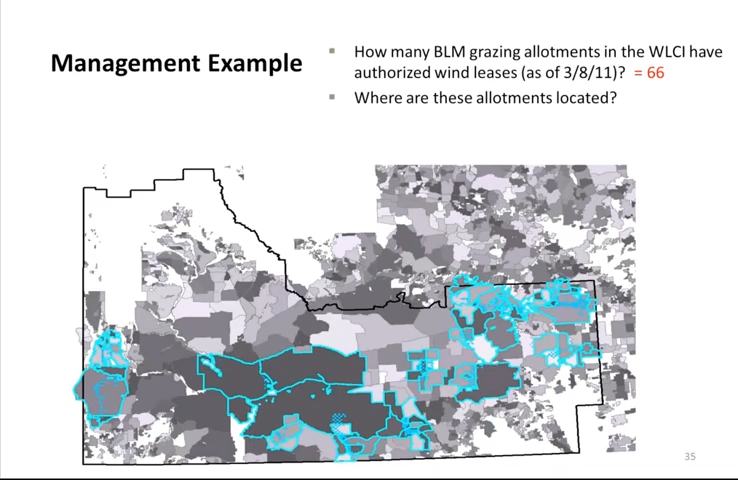 Management Example
▪ How many BLM grazing allotments in the WLCI have
authorized wind leases (as of 3/8/11)? = 66
▪ Where are these allotments located?
35